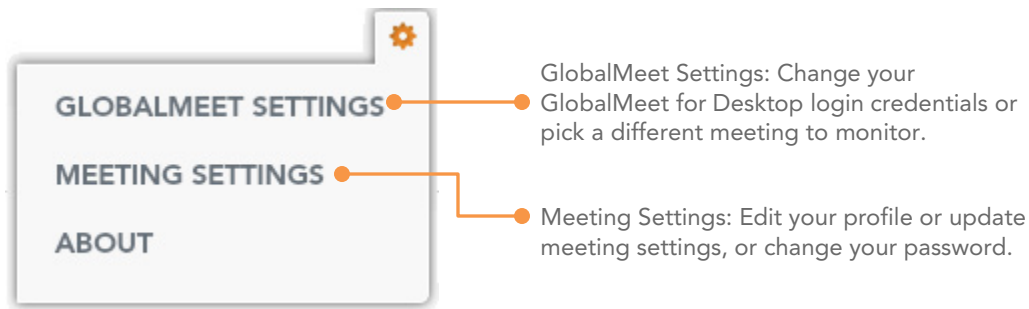 GLOBALMEET SETTINGS
MEETING SETTINGS
ABOUT
GlobalMeet Settings: Change your
GlobalMeet for Desktop login credentials or
pick a different meeting to monitor.
Meeting Settings: Edit your profile or update
meeting settings, or change your password.